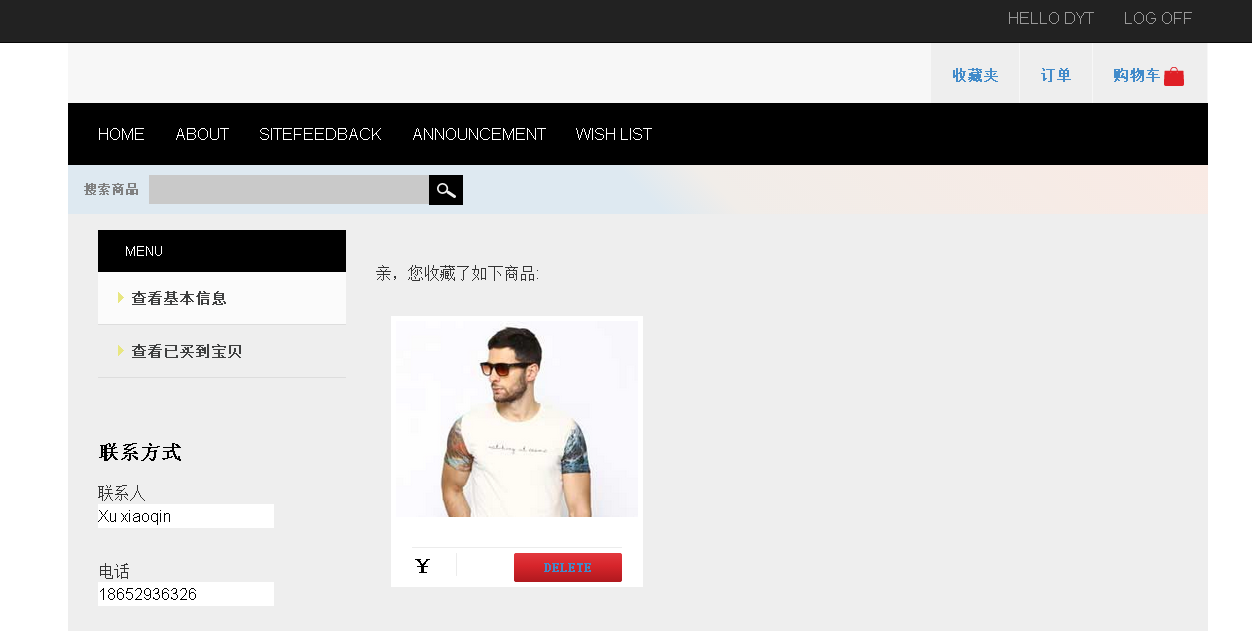 HELLO DYT LOG OFF
收藏夹 订单 购物车
HOME ABOUT SITEFEEDBACK ANNOUNCEMENT WISH LIST
搜索商品
MENU
查看基本信息
查看已买到宝贝
亲，您收藏了如下商品:
¥ DELETE
联系方式
联系人
Xu xiaoqin
电话
18652936326